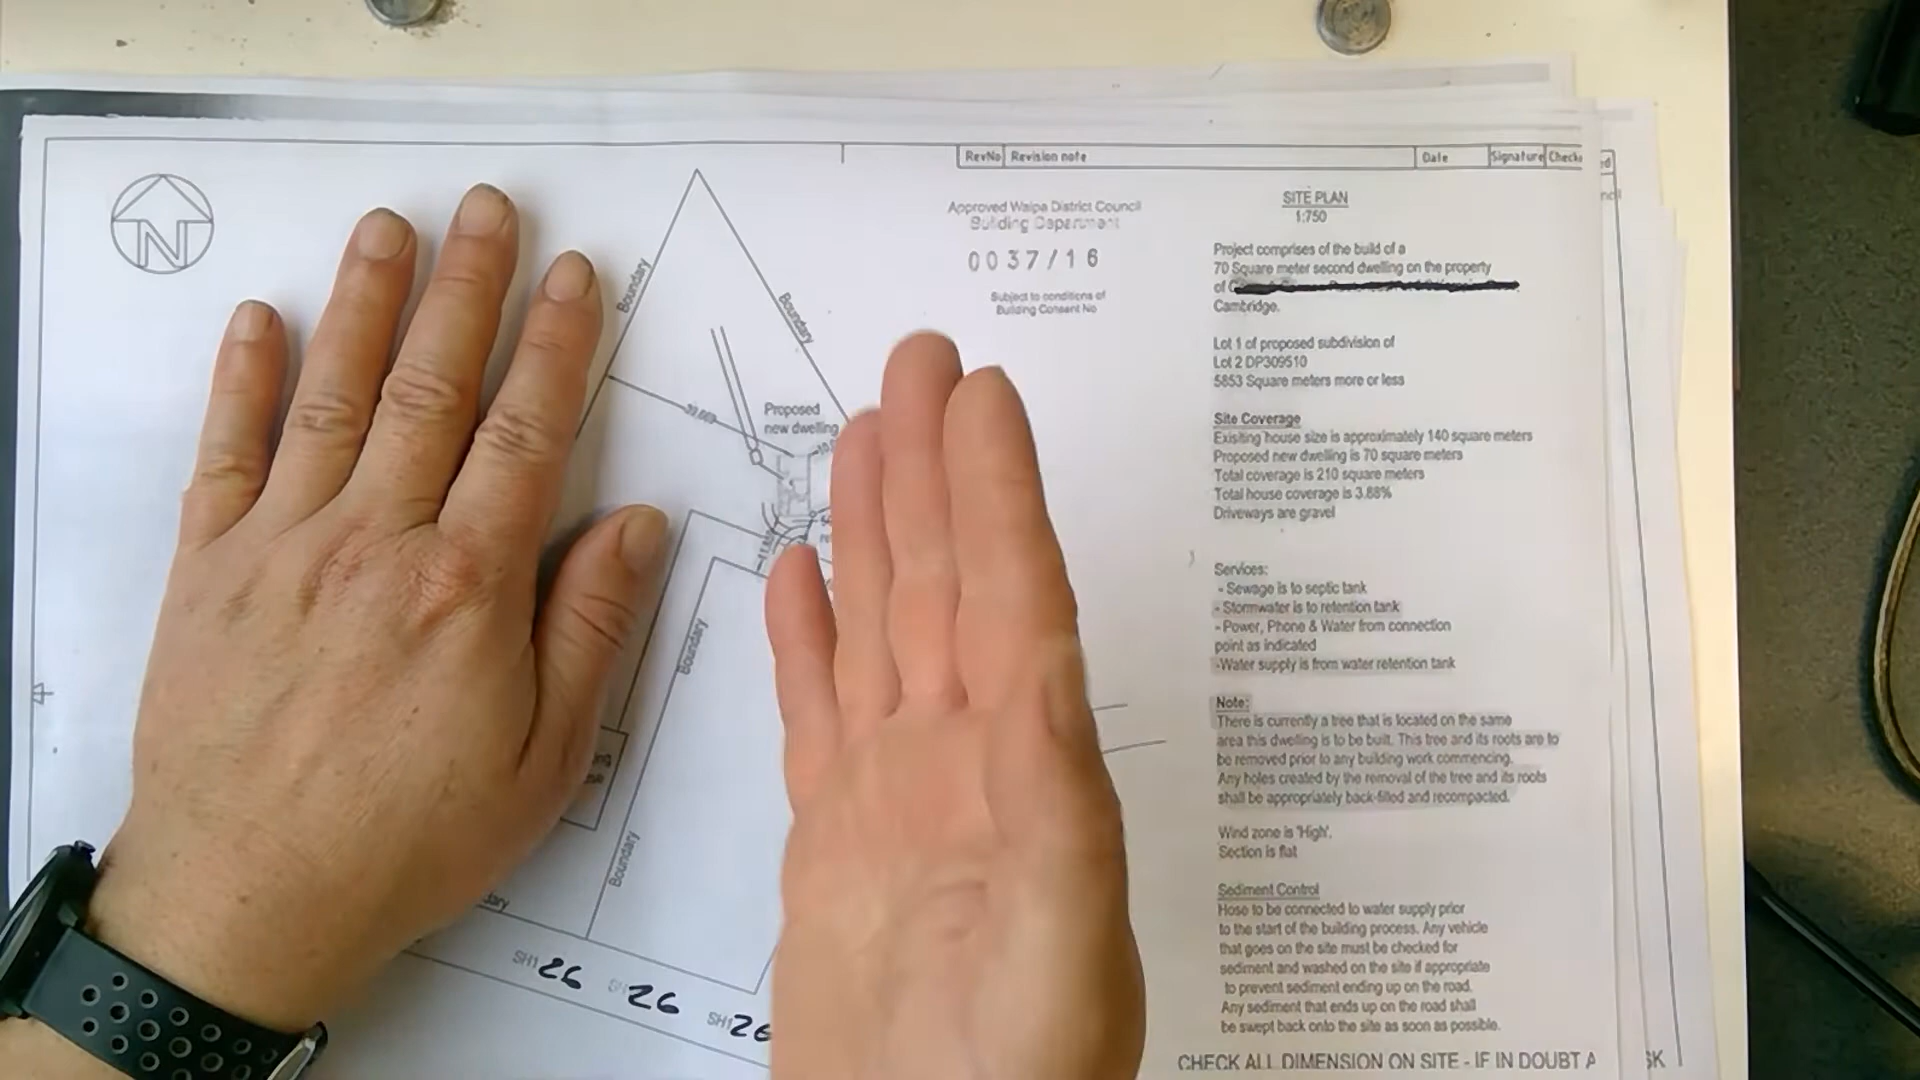 RevNo Revision note Date Signature Check
N
Approved Waipa District Council
Building Department
0037/16
Subject to conditions of
Building Consent No
SITE PLAN
1:750
Project comprises of the build of a
70 Square meter second dwelling on the property
of
Cambridge.
Lot 1 of proposed subdivision of
Lot 2 DP309510
5853 Square meters more or less
Site Coverage
Exisiting house size is approximately 140 square meters
Proposed new dwelling is 70 square meters
Total coverage is 210 square meters
Total house coverage is 3.88%
Driveways are gravel
Services:
- Sewage is to septic tank
- Stormwater is to retention tank
- Power, Phone & Water from connection
point as indicated
-Water supply is from water retention tank
Note:
There is currently a tree that is located on the same
area this dwelling is to be built. This tree and its roots are to
be removed prior to any building work commencing.
Any holes created by the removal of the tree and its roots
shall be appropriately back-filled and recompacted.
Wind zone is 'High'.
Section is flat
Sediment Control
Hose to be connected to water supply prior
to the start of the building process. Any vehicle
that goes on the site must be checked for
sediment and washed on the site if appropriate
to prevent sediment ending up on the road.
Any sediment that ends up on the road shall
be swept back onto the site as soon as possible.
CHECK ALL DIMENSION ON SITE - IF IN DOUBT A SK
Boundary
Boundary
Proposed
new dwelling
Boundary
Boundary
SH1 26 SH 26 SH1 26